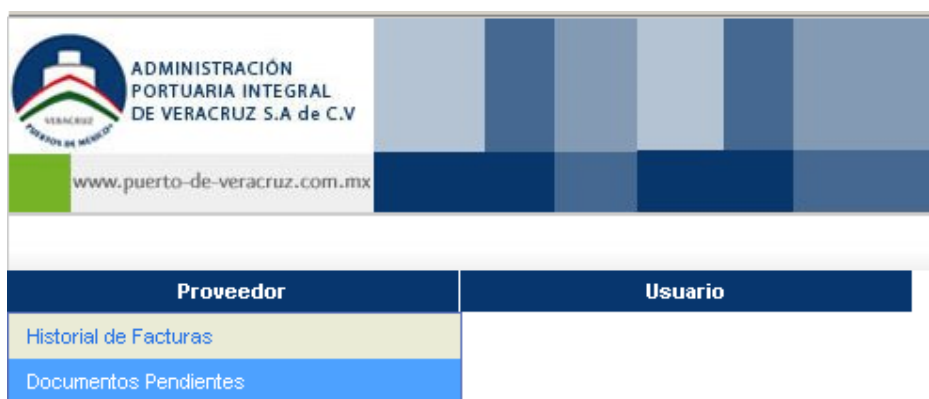 ADMINISTRACIÓN
PORTUARIA INTEGRAL
DE VERACRUZ S.A de C.V
VERACRUZ
PUERTOS DE MÉXICO
www.puerto-de-veracruz.com.mx
Proveedor
Usuario
Historial de Facturas
Documentos Pendientes